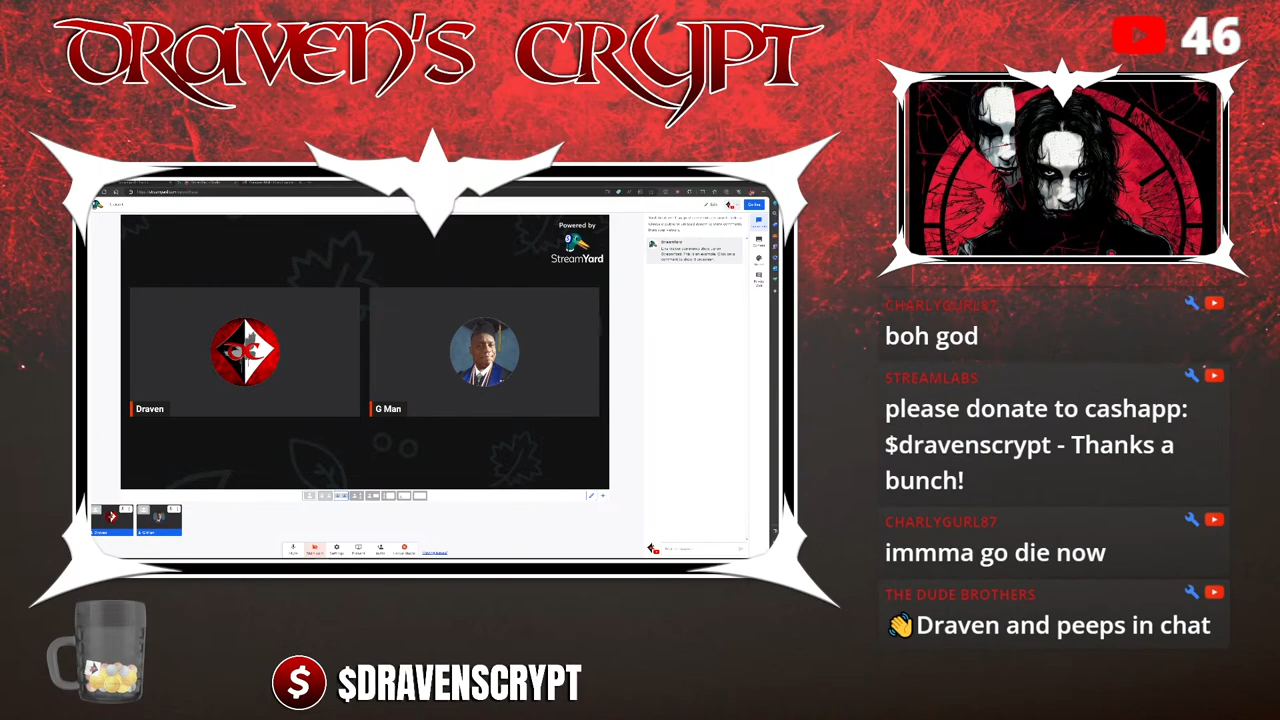 DRAVEN'S CRYPT
46
Powered by
StreamYard
Draven
G Man
CHARLYGURL87
boh god
STREAMLABS
please donate to cashapp:
$dravenscrypt - Thanks a
bunch!
CHARLYGURL87
immma go die now
THE DUDE BROTHERS
👋Draven and peeps in chat
$DRAVENSCRYPT